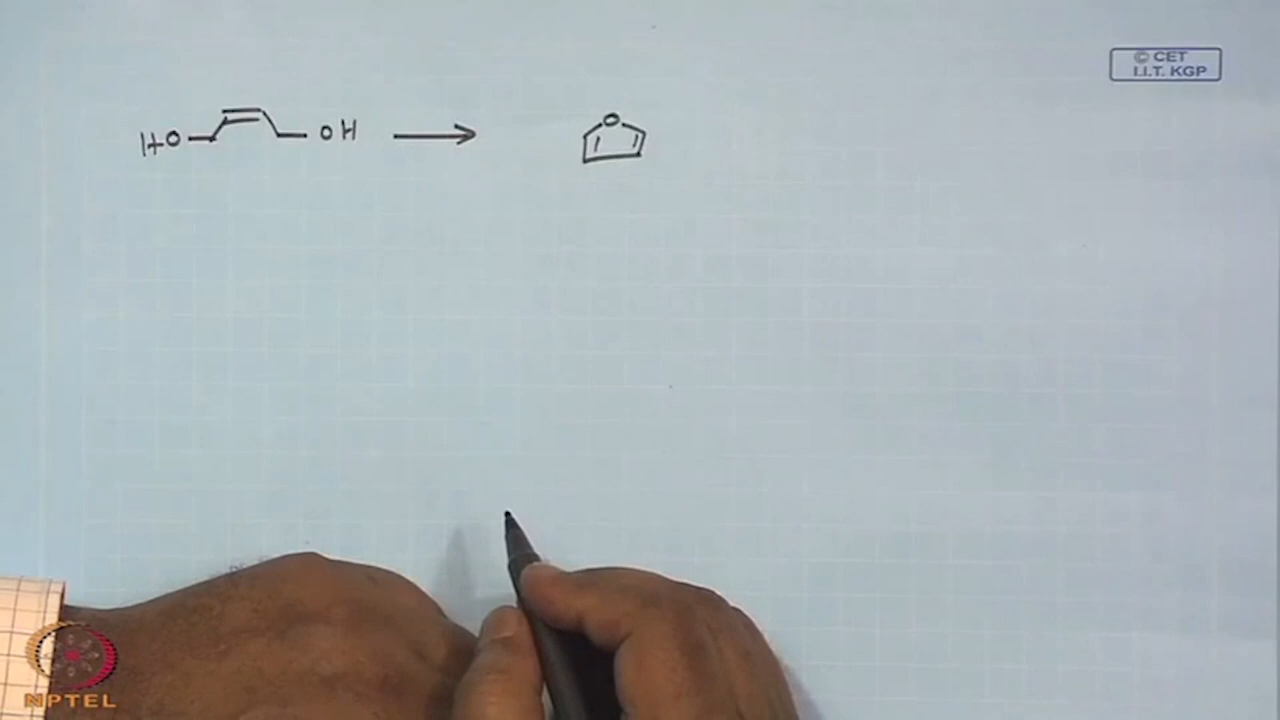 © CET
I.I.T. KGP
HO OH
O
NPTEL